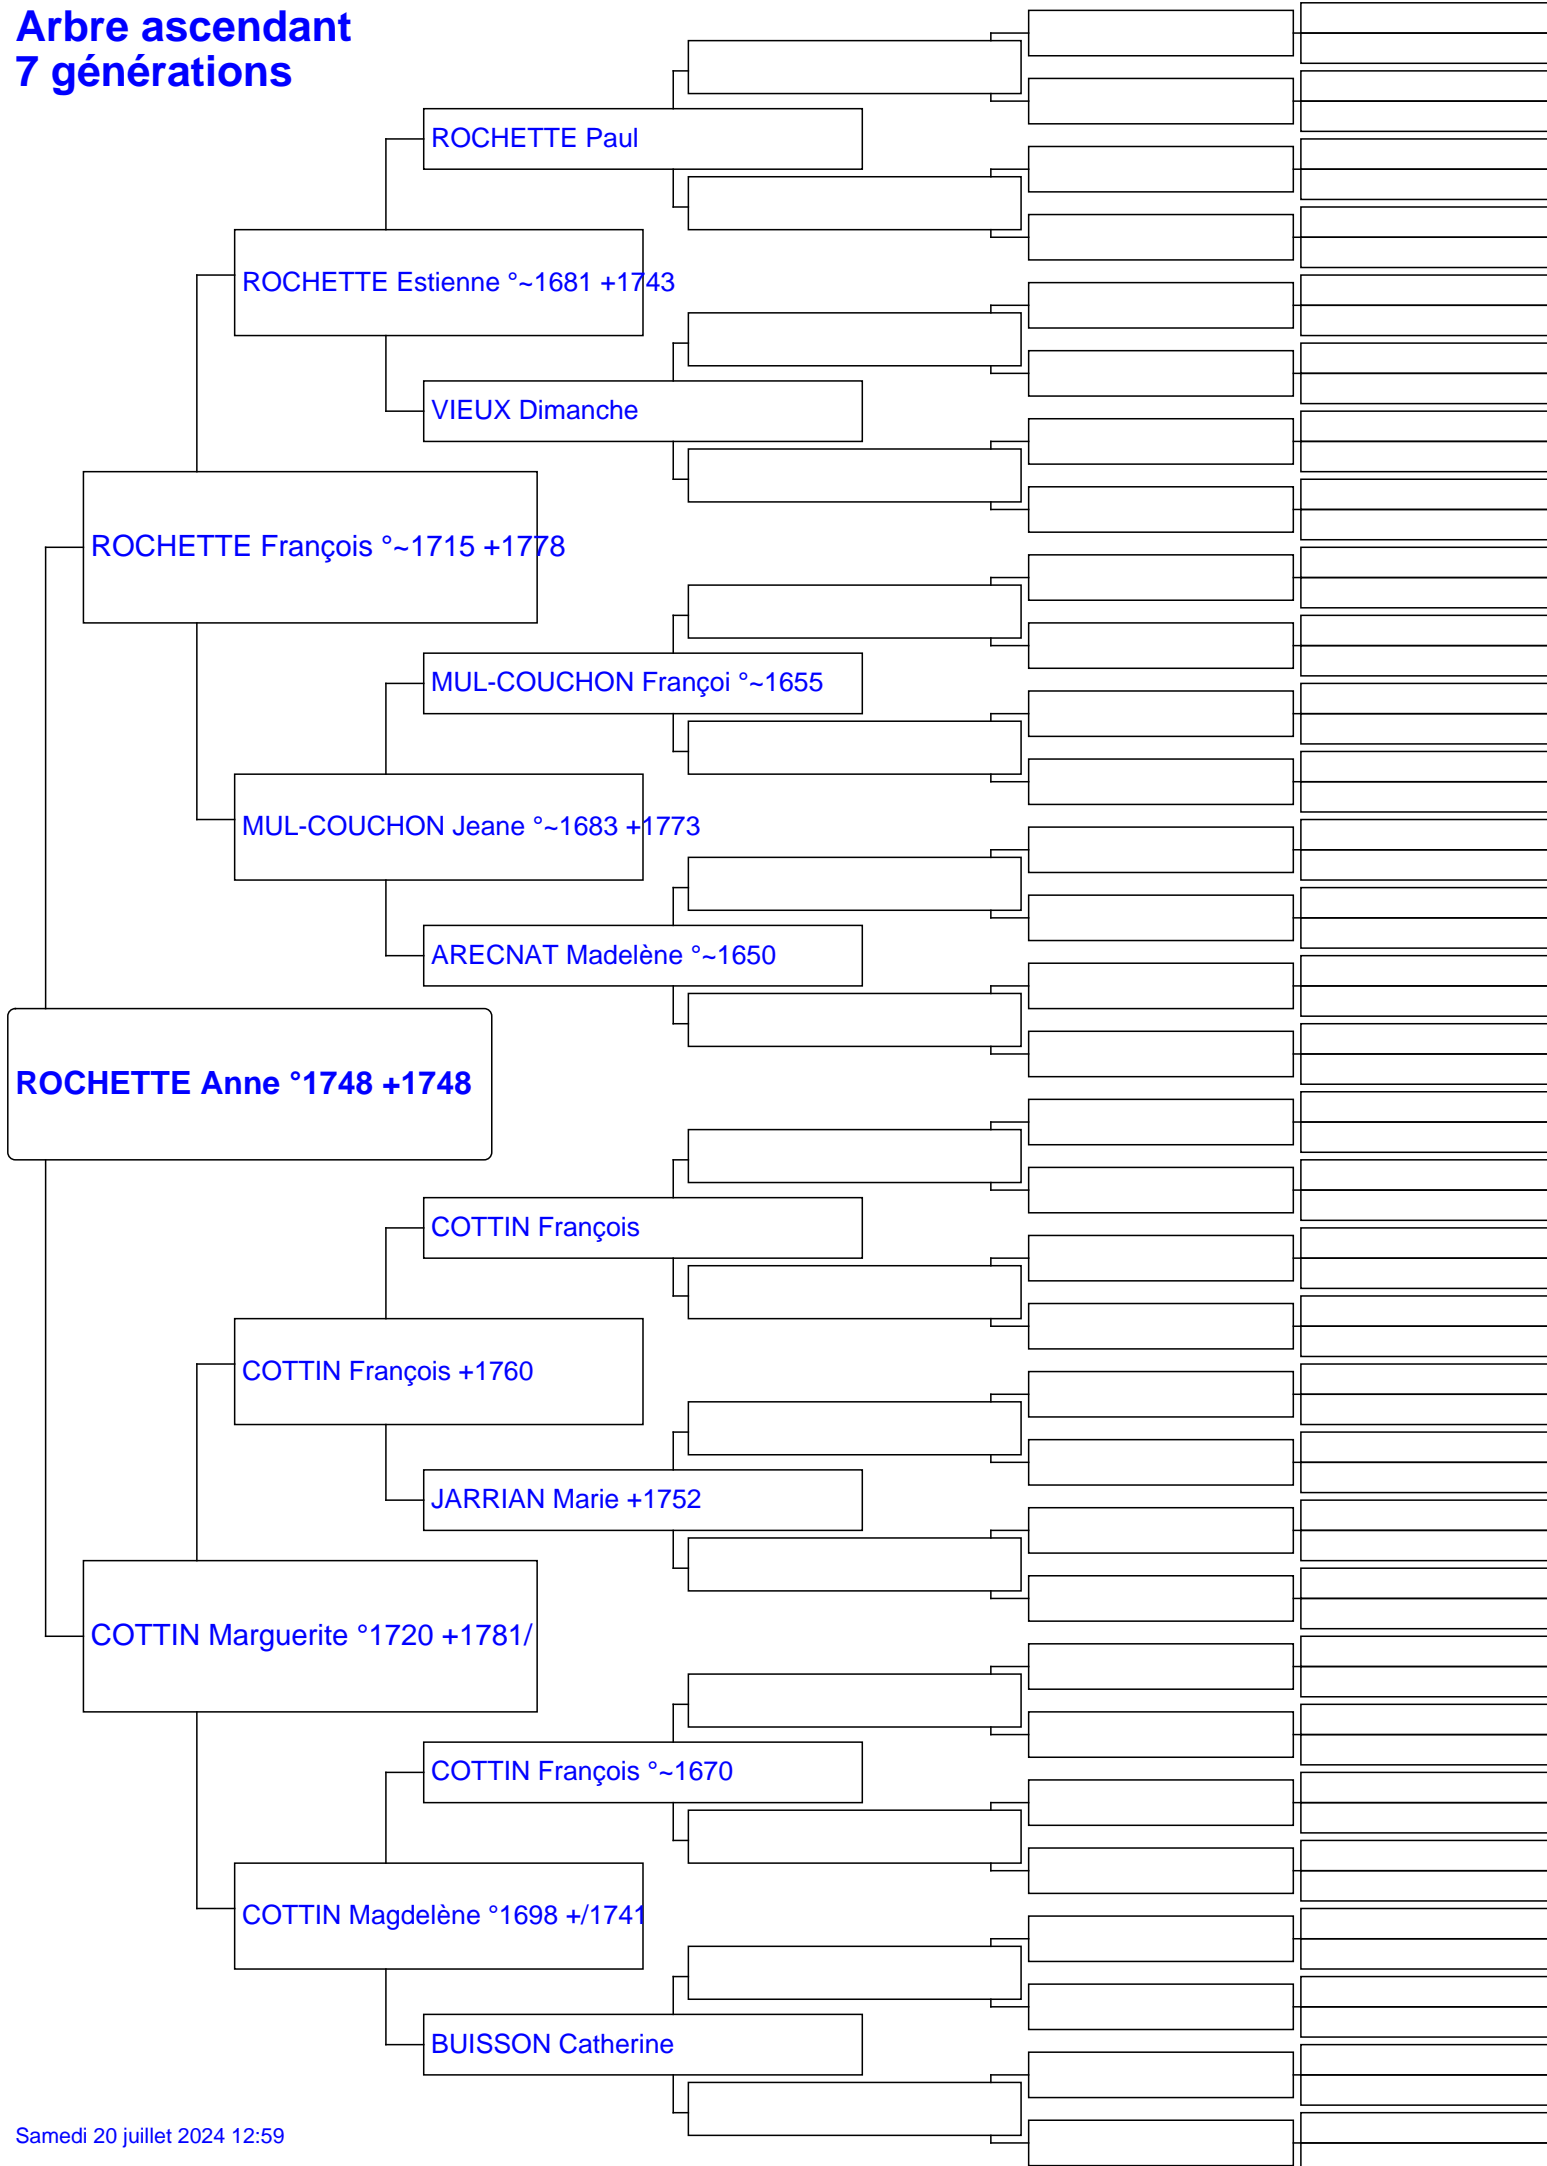 Arbre ascendant
7 générations
ROCHETTE Paul
ROCHETTE Estienne °~1681 +1743
VIEUX Dimanche
ROCHETTE François °~1715 +1778
MUL-COUCHON Françoi °~1655
MUL-COUCHON Jeane °~1683 +1773
ARECNAT Madelène °~1650
ROCHETTE Anne °1748 +1748
COTTIN François
COTTIN François +1760
JARRIAN Marie +1752
COTTIN Marguerite °1720 +1781/
COTTIN François °~1670
COTTIN Magdelène °1698 +/1741
BUISSON Catherine
Samedi 20 juillet 2024 12:59